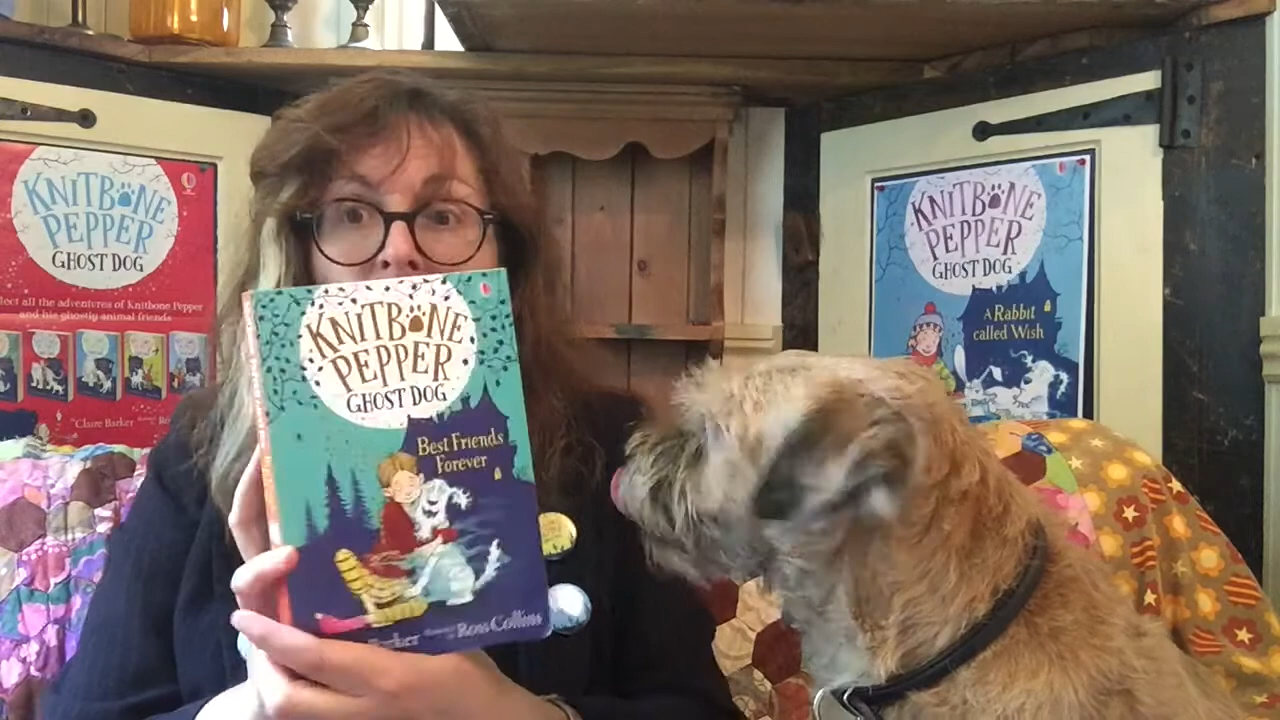 KNITBONE
PEPPER
GHOST DOG
lect all the adventures of Knitbone Pepper
and his ghostly animal friends
Claire Barker
KNITBONE
PEPPER
GHOST DOG
Best Friends
Forever
arker
Ross Collins
KNITBONE
PEPPER
GHOST DOG
A Rabbit
called Wish